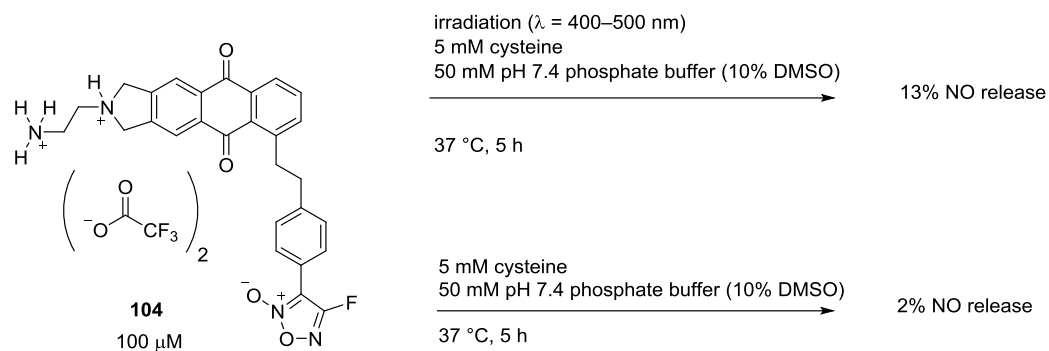 irradiation (λ = 400–500 nm)
5 mM cysteine
50 mM pH 7.4 phosphate buffer (10% DMSO)
13% NO release
37 °C, 5 h
O
H
H H
N
+
N
+
H
O
O
−O
CF3
2
5 mM cysteine
50 mM pH 7.4 phosphate buffer (10% DMSO)
2% NO release
37 °C, 5 h
−O
+
N
F
O–N
104
100 μM